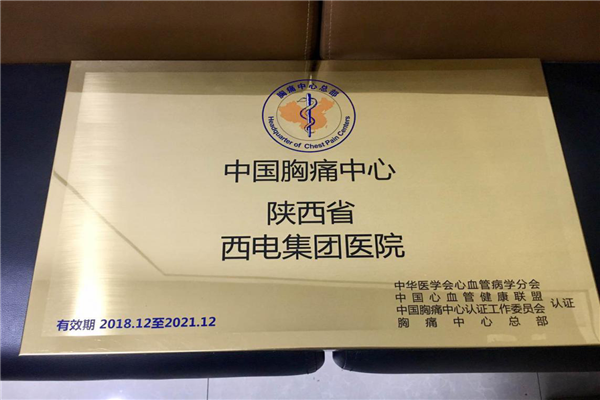 胸痛中心总部
Headquarter of Chest Pain Centers
中国胸痛中心
陕西省
西电集团医院
中华医学会心血管病学分会
中国心血管健康联盟
中国胸痛中心认证工作委员会 认证
胸痛中心总部
有效期 2018.12至2021.12